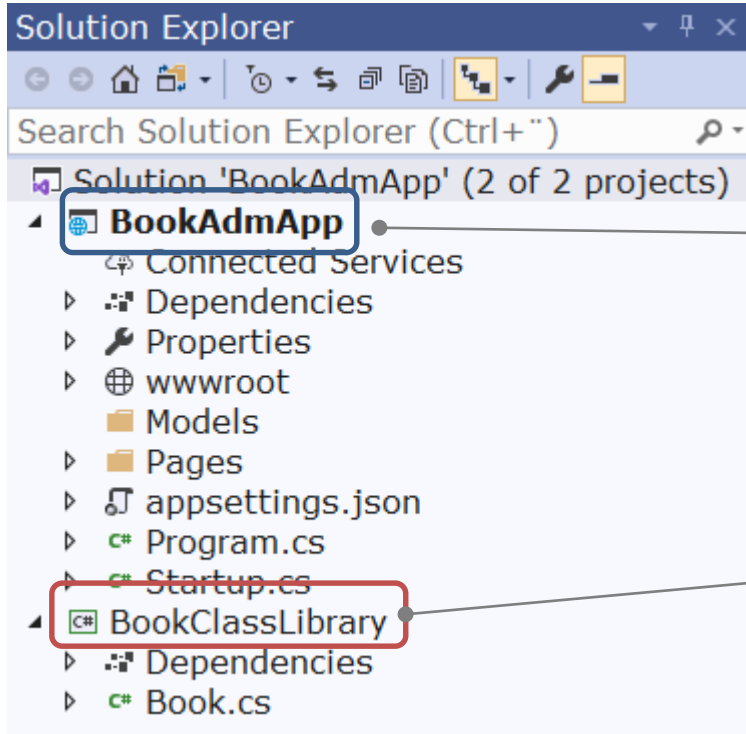 Solution Explorer
Search Solution Explorer (Ctrl+¨)
Solution 'BookAdmApp' (2 of 2 projects)
BookAdmApp
Connected Services
Dependencies
Properties
wwwroot
Models
Pages
appsettings.json
C# Program.cs
C# Startup.cs
C# BookClassLibrary
Dependencies
C# Book.cs